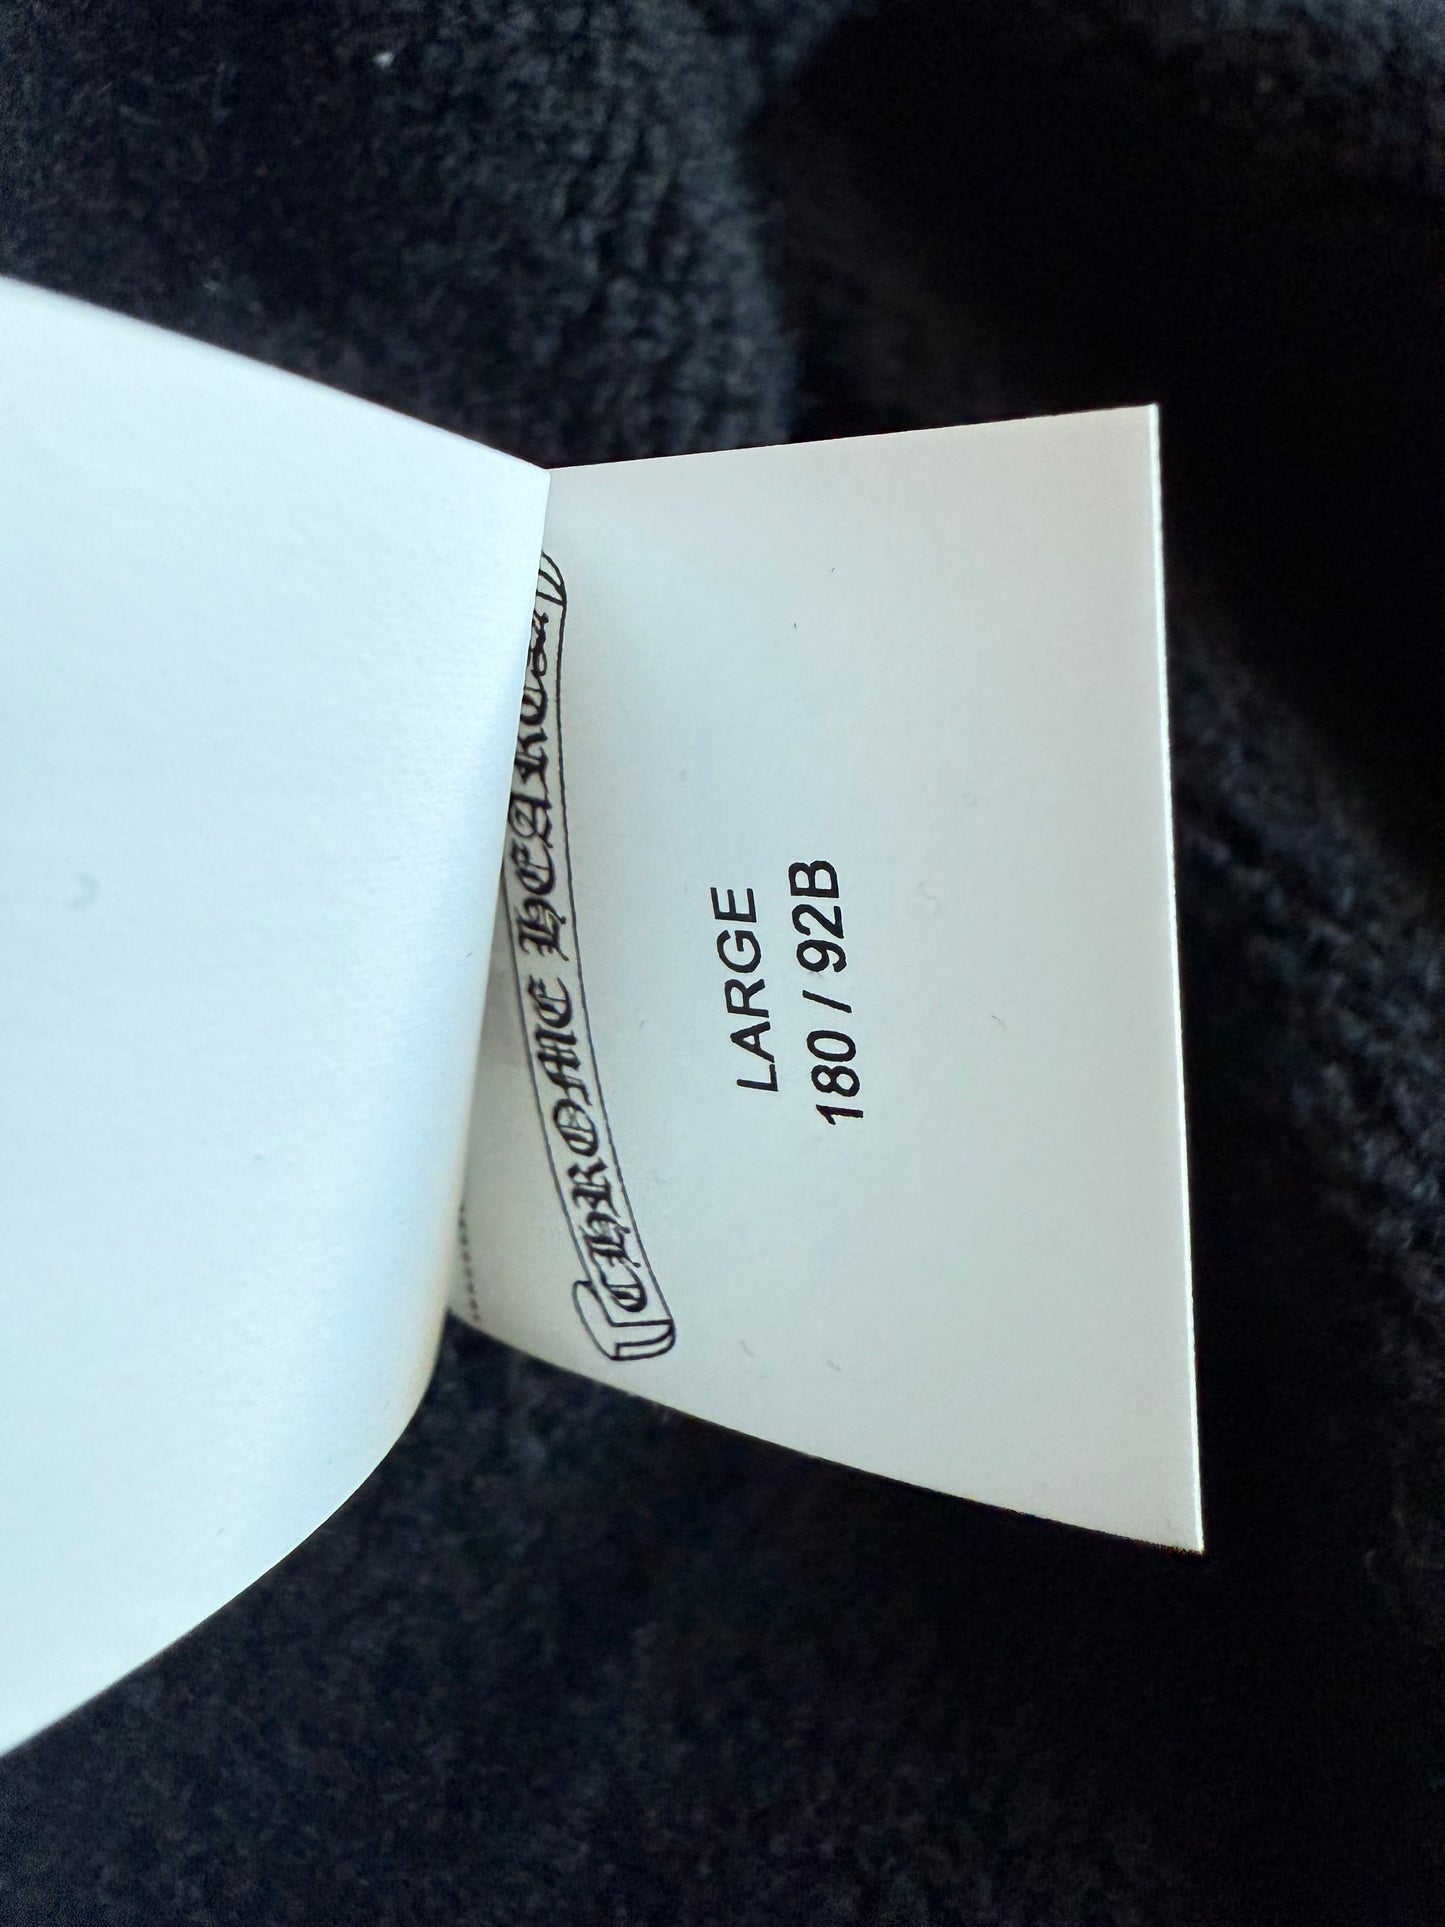 CHROME HEARTS
LARGE
180 / 92B